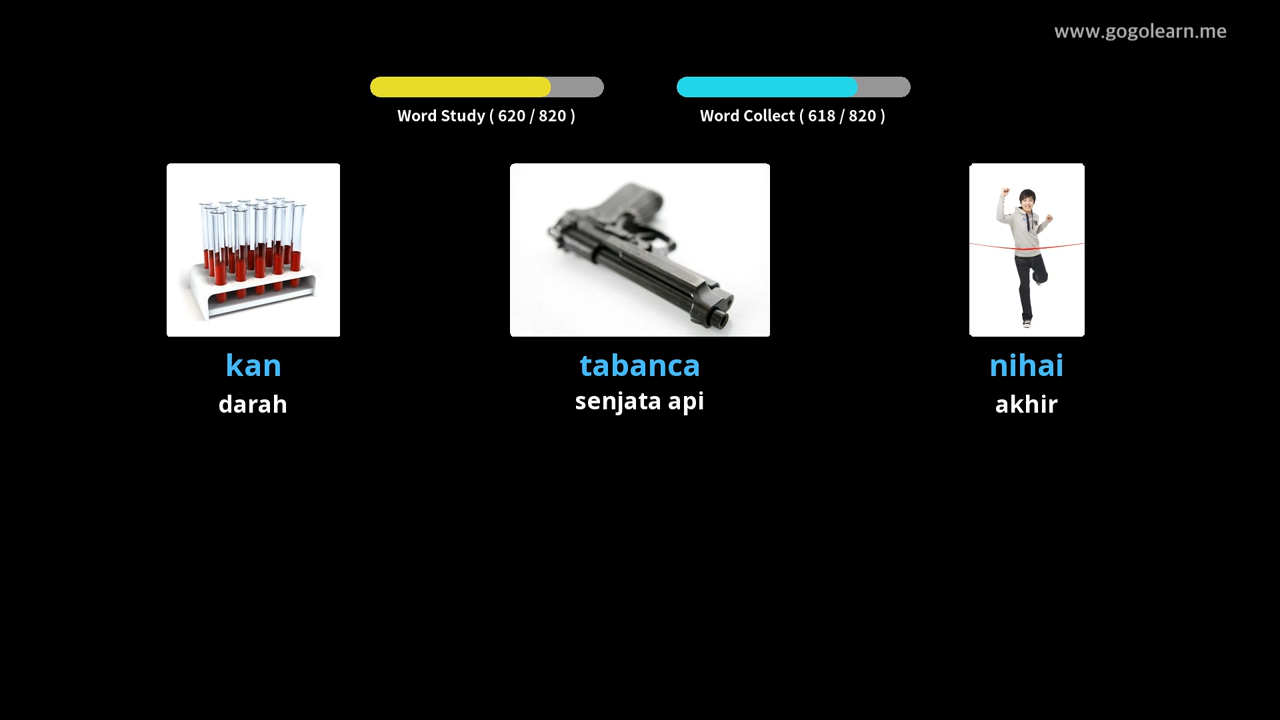 www.gogolearn.me
Word Study ( 620 / 820 )
Word Collect ( 618 / 820 )
kan
darah
tabanca
senjata api
nihai
akhir